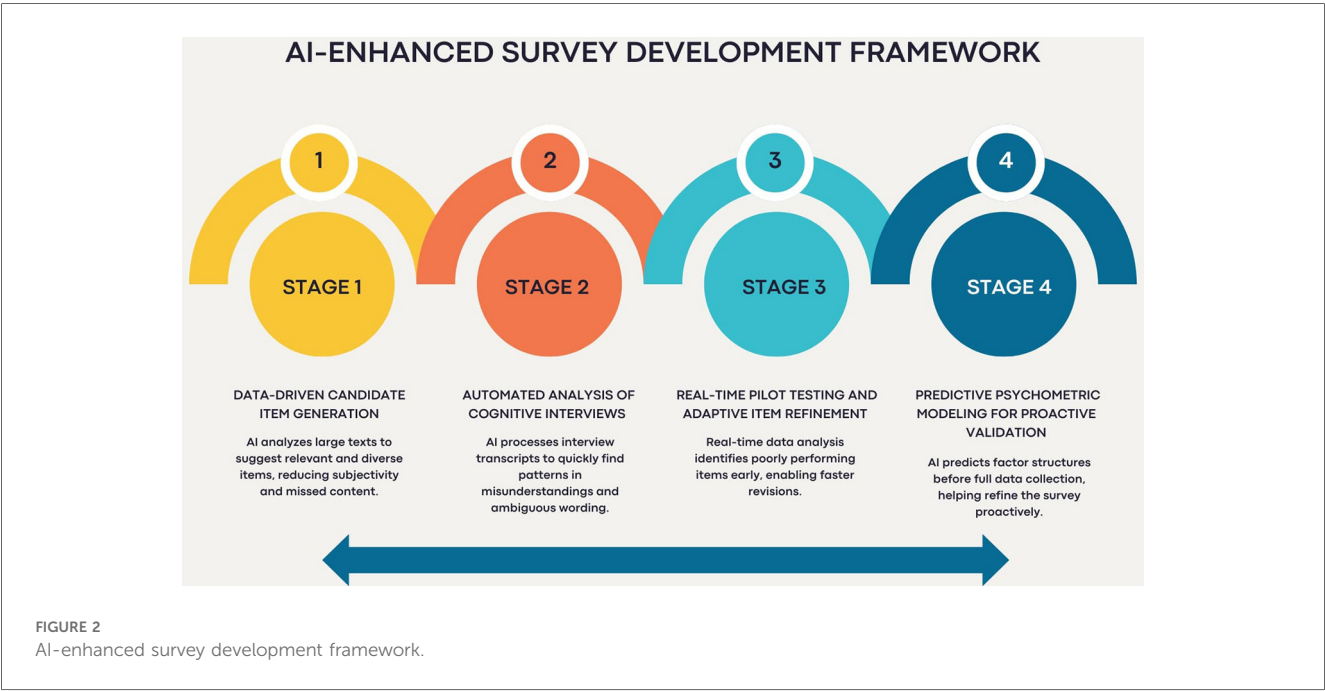 AI-ENHANCED SURVEY DEVELOPMENT FRAMEWORK
1
2
3
4
STAGE 1
STAGE 2
STAGE 3
STAGE 4
DATA-DRIVEN CANDIDATE
ITEM GENERATION
AI analyzes large texts to
suggest relevant and diverse
items, reducing subjectivity
and missed content.
AUTOMATED ANALYSIS OF
COGNITIVE INTERVIEWS
AI processes interview
transcripts to quickly find
patterns in
misunderstandings and
ambiguous wording.
REAL-TIME PILOT TESTING AND
ADAPTIVE ITEM REFINEMENT
Real-time data analysis
identifies poorly performing
items early, enabling faster
revisions.
PREDICTIVE PSYCHOMETRIC
MODELING FOR PROACTIVE
VALIDATION
AI predicts factor structures
before full data collection,
helping refine the survey
proactively.
FIGURE 2
AI-enhanced survey development framework.